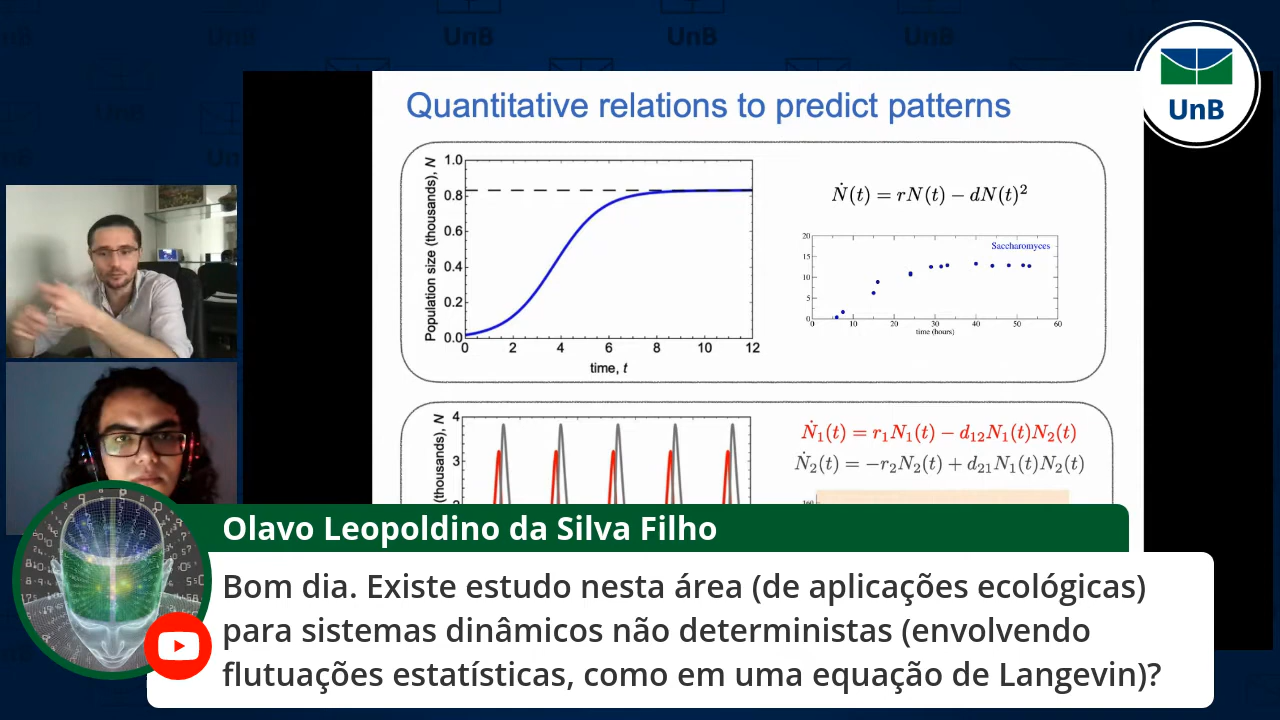 UnB
UnB
UnB
UnB
UnB
Quantitative relations to predict patterns
Population size (thousands), N
1.0
0.8
0.6
0.4
0.2
0.0
0 2 4 6 8 10 12
time, t
Ṅ(t) = rN(t) − dN(t)²
Saccharomyces
20
15
10
5
0
0 10 20 30 40 50 60
time (hours)
(thousands), N
4
3
Ṅ₁(t) = r₁N₁(t) − d₁₂N₁(t)N₂(t)
Ṅ₂(t) = −r₂N₂(t) + d₂₁N₁(t)N₂(t)
Olavo Leopoldino da Silva Filho
Bom dia. Existe estudo nesta área (de aplicações ecológicas)
para sistemas dinâmicos não deterministas (envolvendo
flutuações estatísticas, como em uma equação de Langevin)?